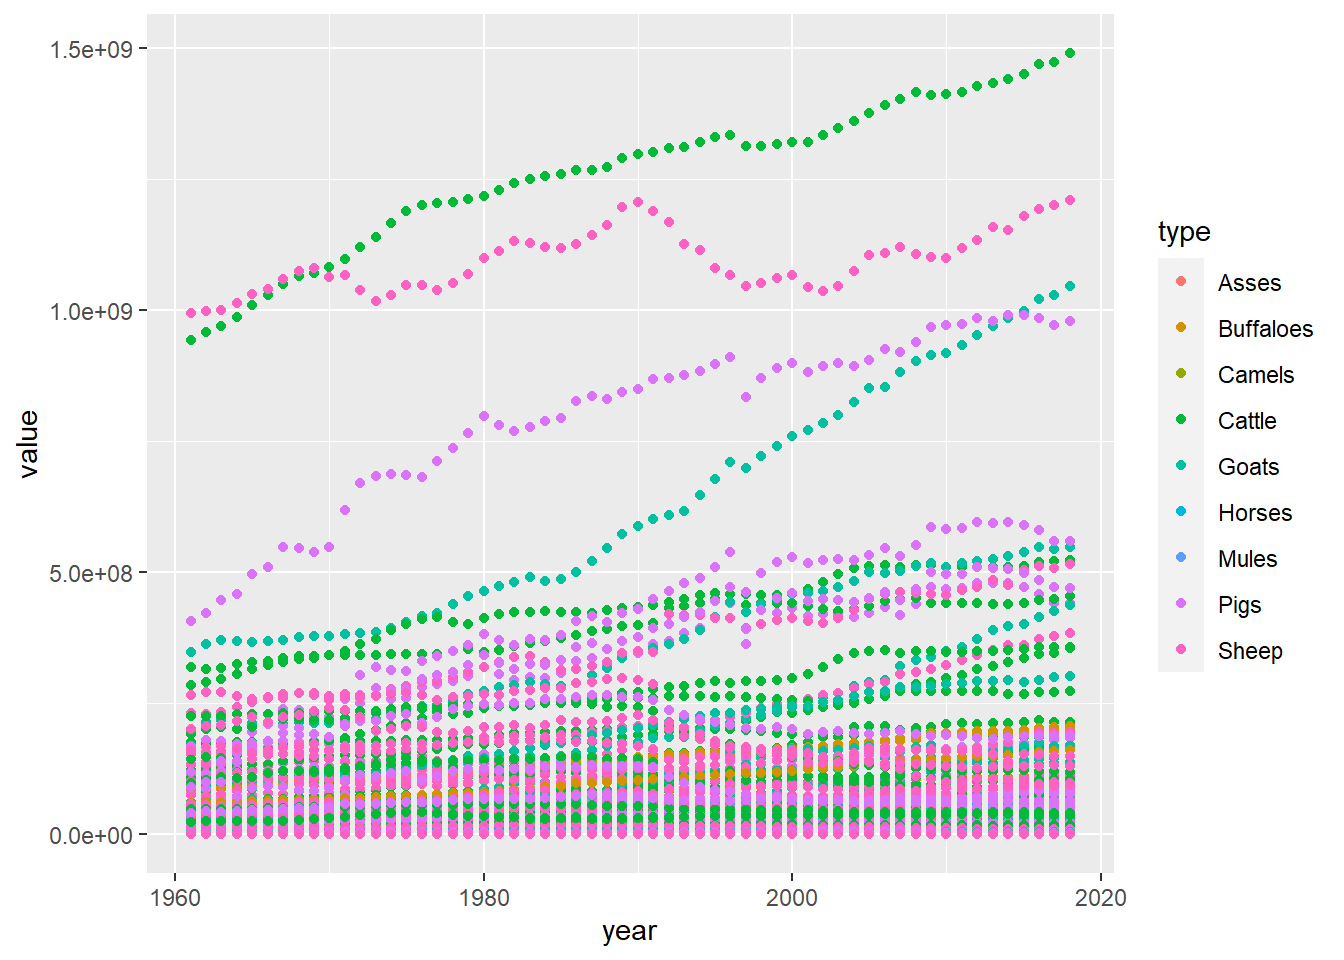 1.5e+09
1.0e+09
5.0e+08
0.0e+00
value
1960
1980
2000
2020
year
type
Asses
Buffaloes
Camels
Cattle
Goats
Horses
Mules
Pigs
Sheep